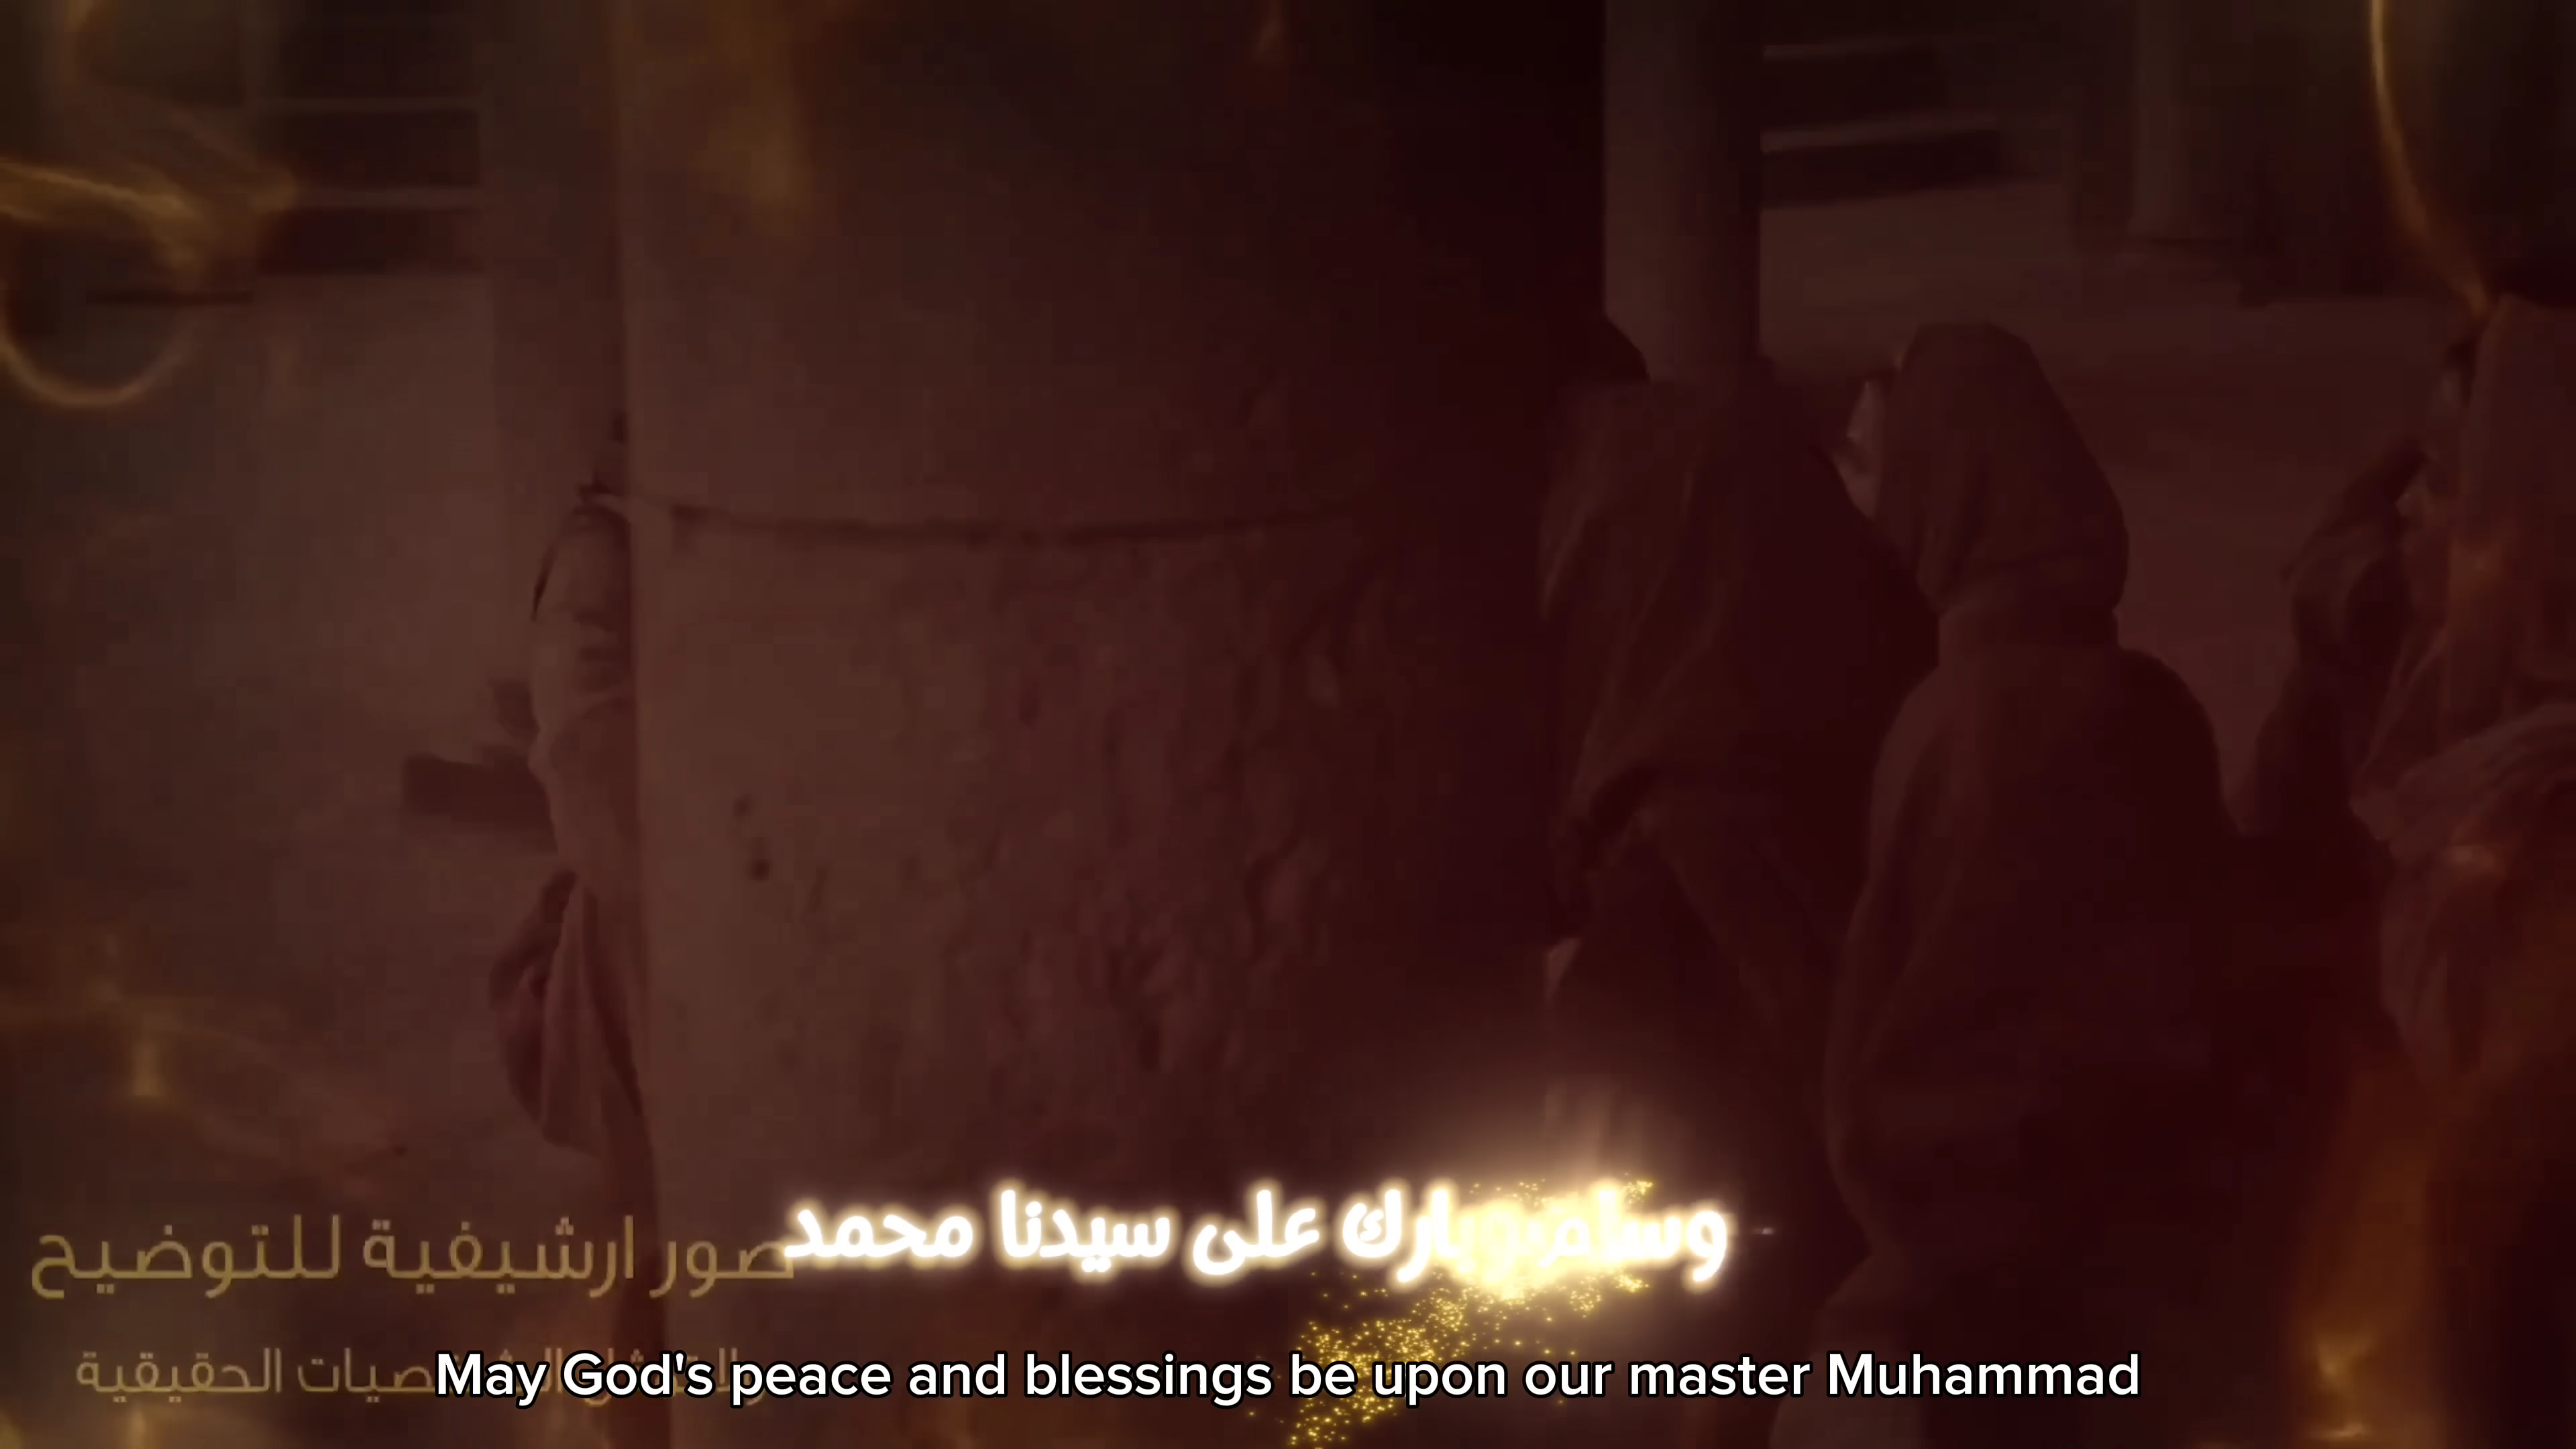 وسلم وبارك على سيدنا محمد
صور ارشيفية للتوضيح
الحقيقية
May God's peace and blessings be upon our master Muhammad